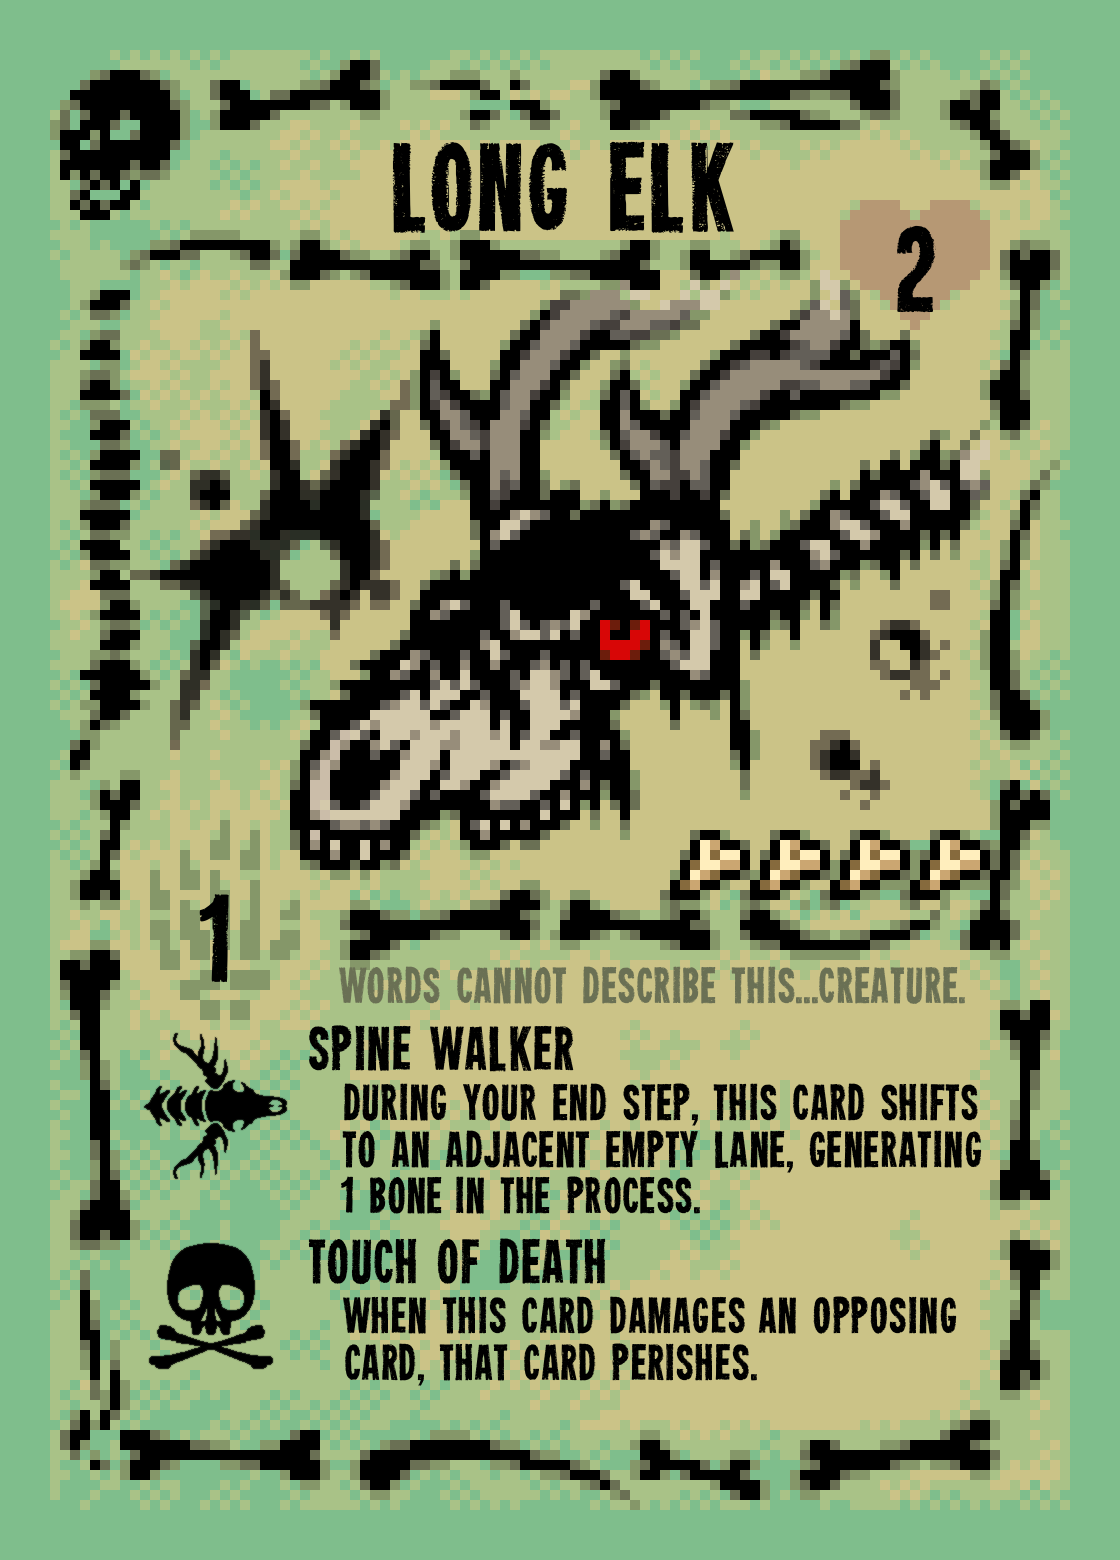 LONG ELK
2
1
WORDS CANNOT DESCRIBE THIS...CREATURE.
SPINE WALKER
DURING YOUR END STEP, THIS CARD SHIFTS
TO AN ADJACENT EMPTY LANE, GENERATING
1 BONE IN THE PROCESS.
TOUCH OF DEATH
WHEN THIS CARD DAMAGES AN OPPOSING
CARD, THAT CARD PERISHES.